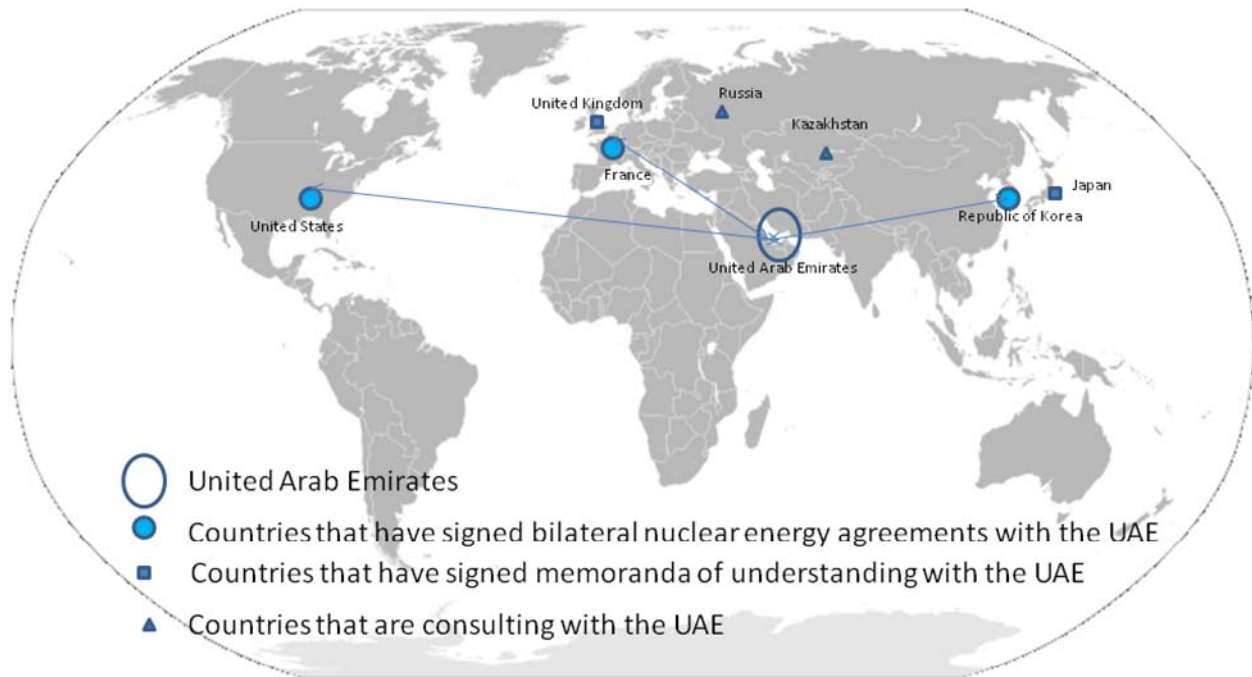 Russia
United Kingdom
Kazakhstan
France
Japan
Republic of Korea
United States
United Arab Emirates
United Arab Emirates
Countries that have signed bilateral nuclear energy agreements with the UAE
Countries that have signed memoranda of understanding with the UAE
Countries that are consulting with the UAE